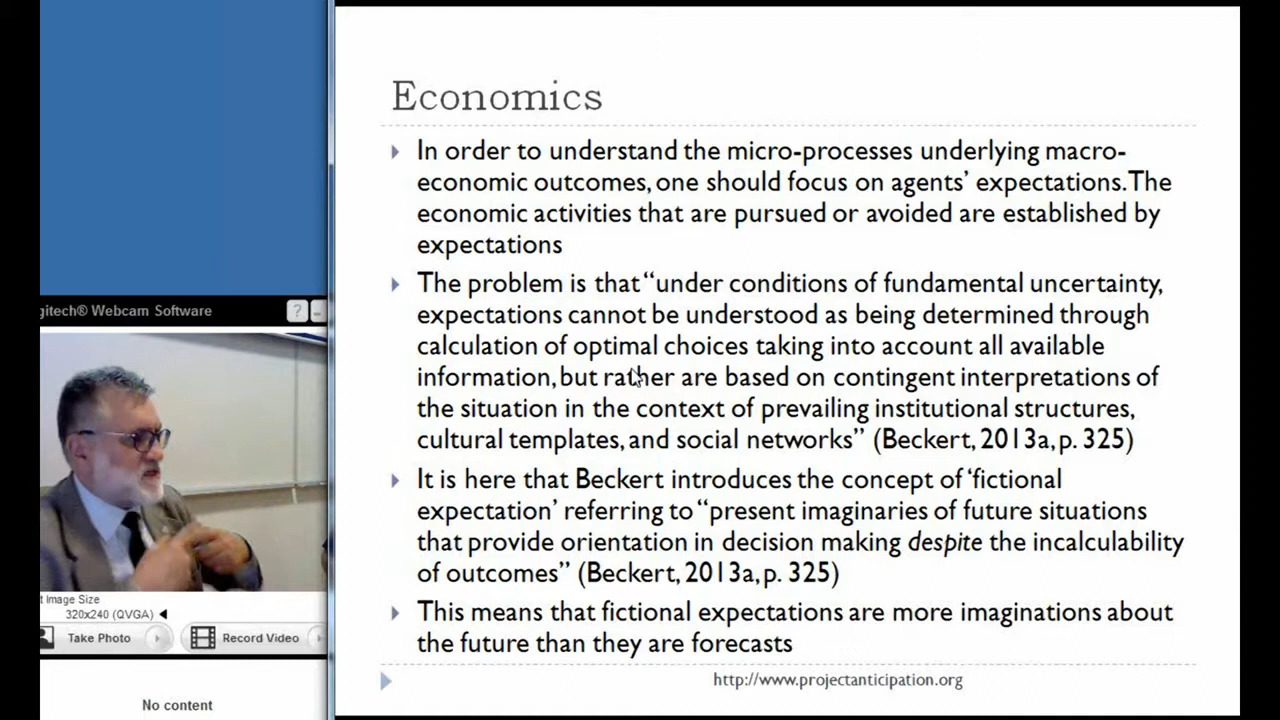 Economics
In order to understand the micro-processes underlying macro-
economic outcomes, one should focus on agents' expectations. The
economic activities that are pursued or avoided are established by
expectations
The problem is that “under conditions of fundamental uncertainty,
expectations cannot be understood as being determined through
calculation of optimal choices taking into account all available
information, but rather are based on contingent interpretations of
the situation in the context of prevailing institutional structures,
cultural templates, and social networks” (Beckert, 2013a, p. 325)
It is here that Beckert introduces the concept of ‘fictional
expectation’ referring to “present imaginaries of future situations
that provide orientation in decision making despite the incalculability
of outcomes” (Beckert, 2013a, p. 325)
This means that fictional expectations are more imaginations about
the future than they are forecasts
http://www.projectanticipation.org
gitech® Webcam Software
?
t Image Size
320x240 (QVGA)
Take Photo
Record Video
No content